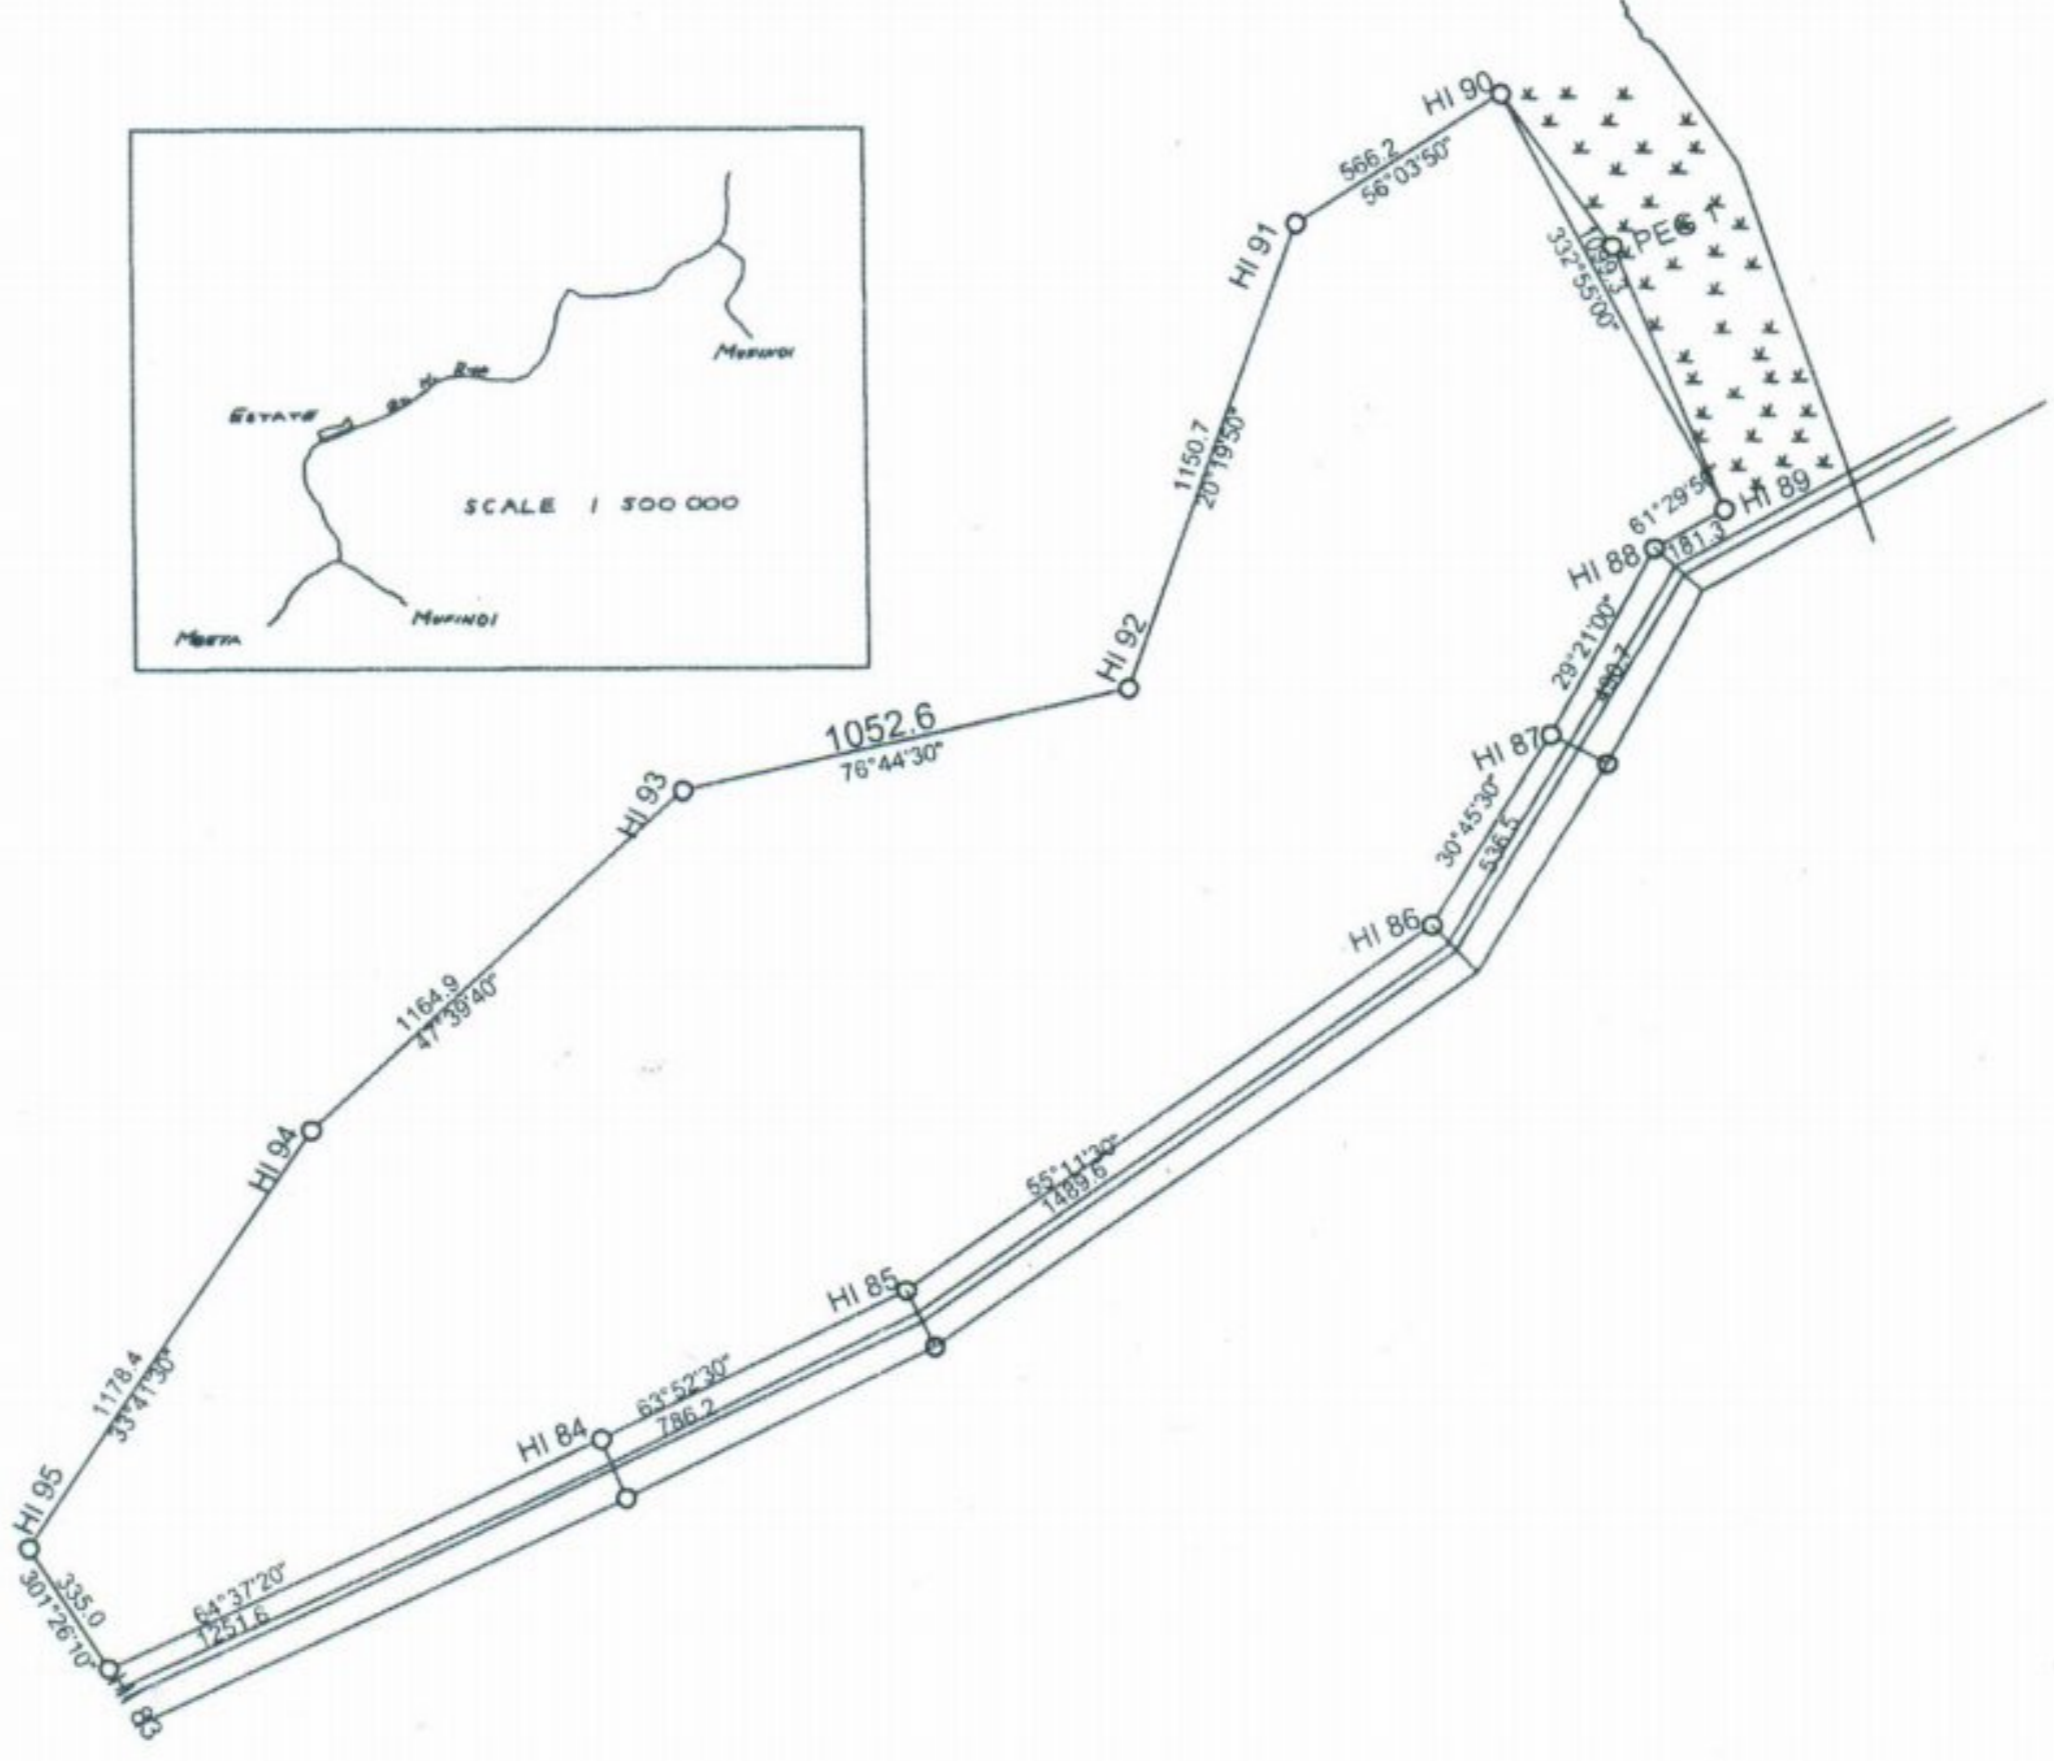 HI 90
566.2
56°03'50"
HI 91
PEG 1
332°55'00"
1150.7
20°19'50"
HI 89
61°29'50"
181.3
HI 88
29°21'00"
490.7
HI 87
30°45'30"
536.5
HI 86
HI 92
1052.6
76°44'30"
HI 93
1164.9
47°39'40"
HI 94
55°11'30"
1489.6
HI 85
63°52'30"
786.2
HI 84
1178.4
33°41'30"
HI 95
335.0
301°26'10"
64°37'20"
1251.6
HI 83
MUFINDI
ESTATE
SCALE 1 500 000
MUFINDI